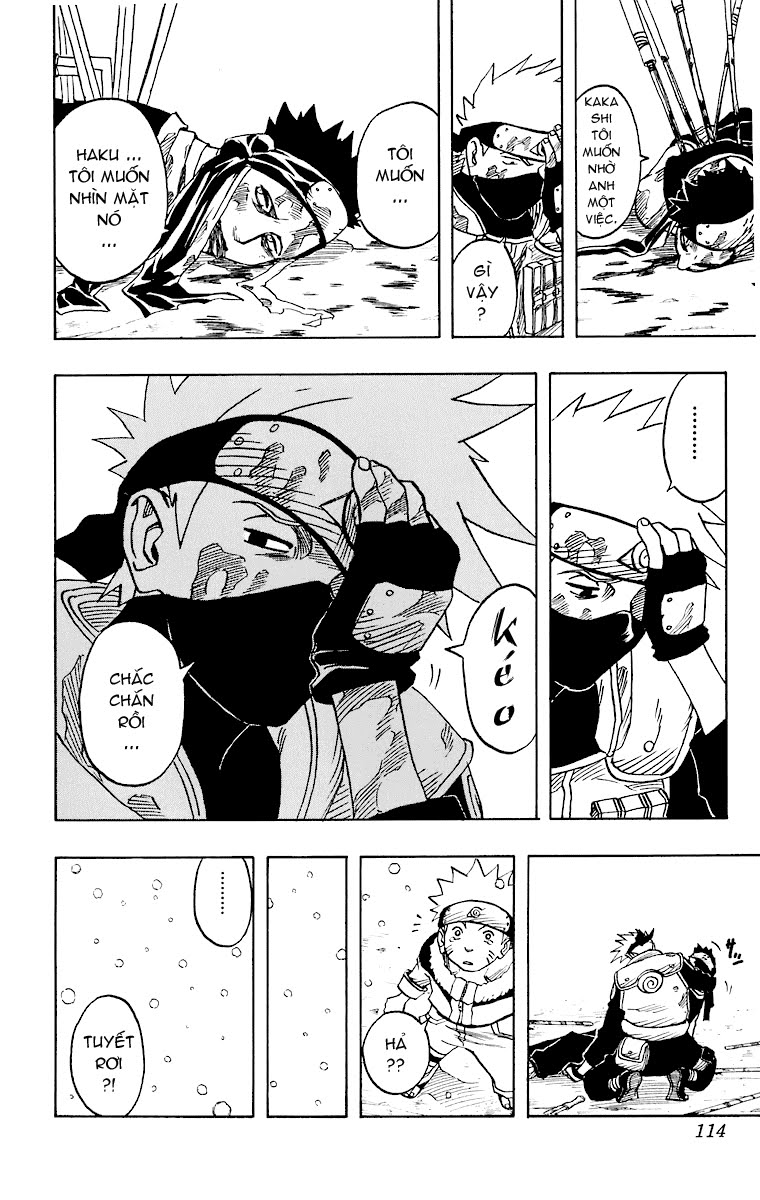 KAKA
SHI
TÔI
MUỐN
NHỜ
ANH
MỘT
VIỆC.
GÌ
VẬY
?
TÔI
MUỐN
...
HAKU ...
TÔI MUỐN
NHÌN MẶT
NÓ
...
.........
Kéo
CHẮC
CHẮN
RỒI
...
HẢ
??
.........
TUYẾT
RƠI
?!
114